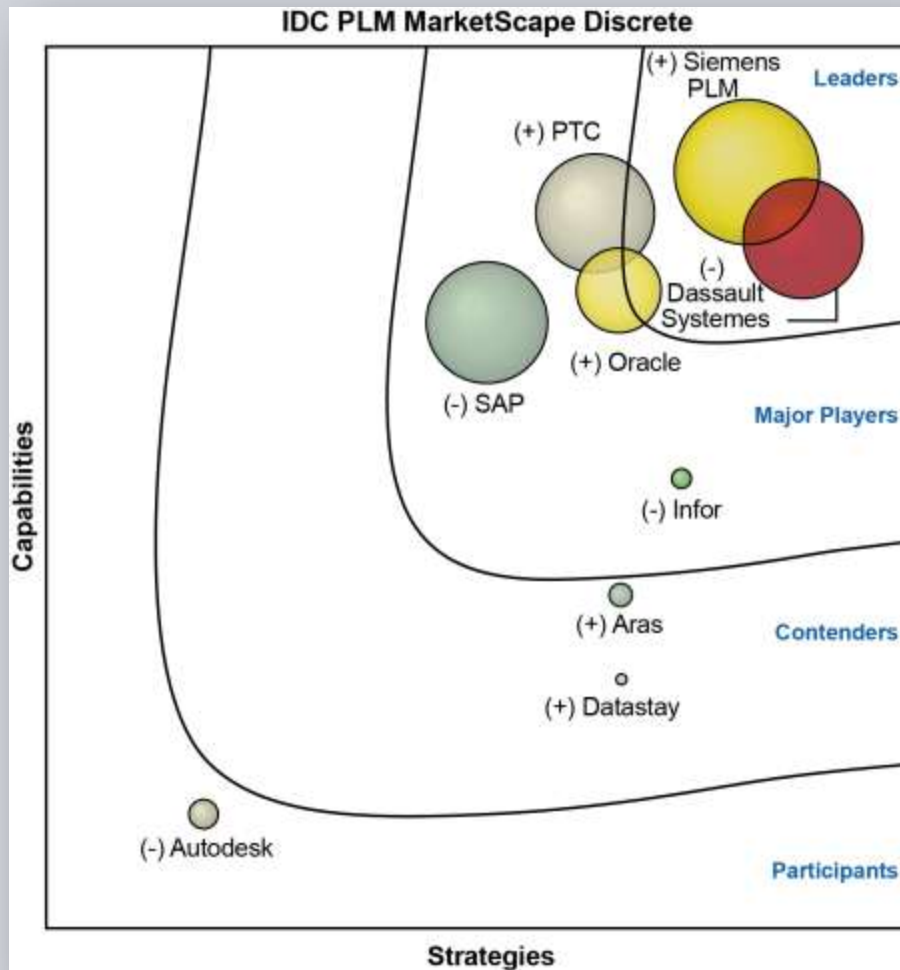 IDC PLM MarketScape Discrete
(+) Siemens
PLM
Leaders
(+) PTC
(-)
Dassault
Systemes
(+) Oracle
(-) SAP
Major Players
(-) Infor
Capabilities
(+) Aras
Contenders
(+) Datastay
(-) Autodesk
Participants
Strategies